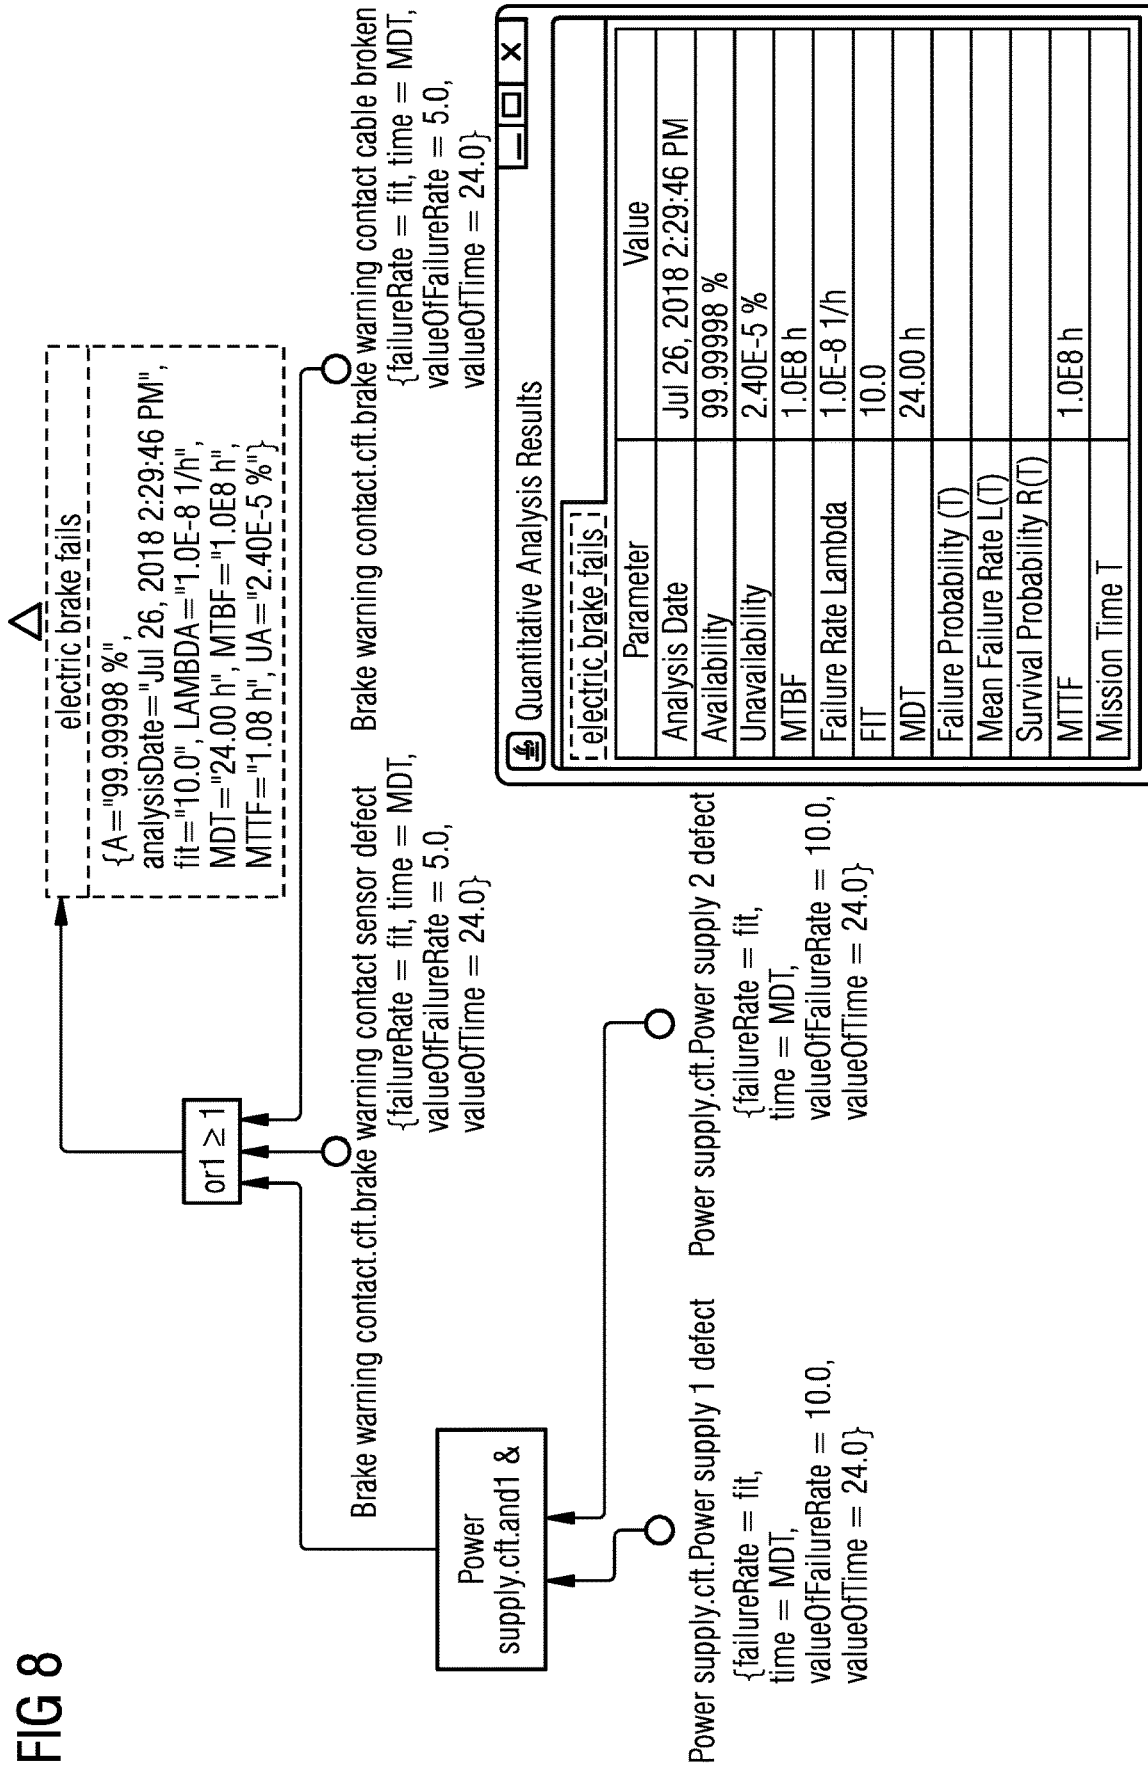 FIG 8
electric brake fails
{A="99.99998 %",
analysisDate="Jul 26, 2018 2:29:46 PM",
fit="10.0", LAMBDA="1.0E-8 1/h",
MDT="24.00 h", MTBF="1.0E8 h",
MTTF="1.08 h", UA="2.40E-5 %"}
or1 ≥ 1
Brake warning contact.cft.brake warning contact sensor defect
{failureRate = fit, time = MDT,
valueOfFailureRate = 5.0,
valueOfTime = 24.0}
Brake warning contact.cft.brake warning contact cable broken
{failureRate = fit, time = MDT,
valueOfFailureRate = 5.0,
valueOfTime = 24.0}
Power
supply.cft.and1 &
Power supply.cft.Power supply 1 defect
{failureRate = fit,
time = MDT,
valueOfFailureRate = 10.0,
valueOfTime = 24.0}
Power supply.cft.Power supply 2 defect
{failureRate = fit,
time = MDT,
valueOfFailureRate = 10.0,
valueOfTime = 24.0}
Quantitative Analysis Results
electric brake fails
Parameter Value
Analysis Date Jul 26, 2018 2:29:46 PM
Availability 99.99998 %
Unavailability 2.40E-5 %
MTBF 1.0E8 h
Failure Rate Lambda 1.0E-8 1/h
FIT 10.0
MDT 24.00 h
Failure Probability (T)
Mean Failure Rate L(T)
Survival Probability R(T)
MTTF 1.0E8 h
Mission Time T